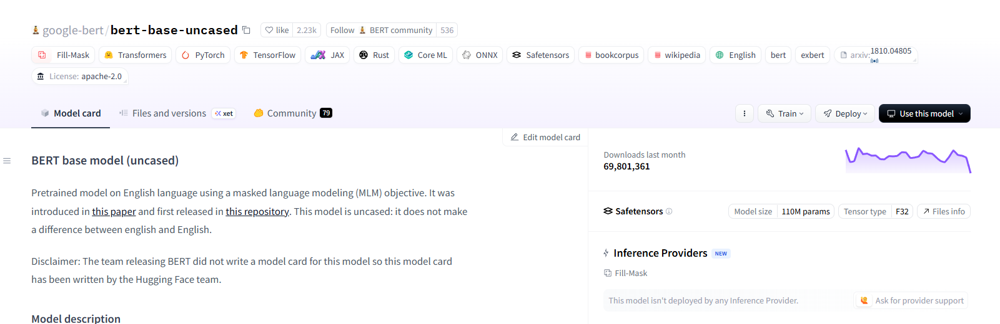 google-bert/bert-base-uncased like 2.23k Follow BERT community 536
Fill-Mask Transformers PyTorch TensorFlow JAX Rust Core ML ONNX Safetensors bookcorpus wikipedia English bert exbert arxiv: 1810.04805
License: apache-2.0
Model card Files and versions xet Community 79 Train Deploy Use this model
Edit model card
BERT base model (uncased)
Pretrained model on English language using a masked language modeling (MLM) objective. It was
introduced in this paper and first released in this repository. This model is uncased: it does not make
a difference between english and English.
Disclaimer: The team releasing BERT did not write a model card for this model so this model card
has been written by the Hugging Face team.
Model description
Downloads last month
69,801,361
Safetensors Model size 110M params Tensor type F32 Files info
Inference Providers NEW
Fill-Mask
This model isn't deployed by any Inference Provider. Ask for provider support